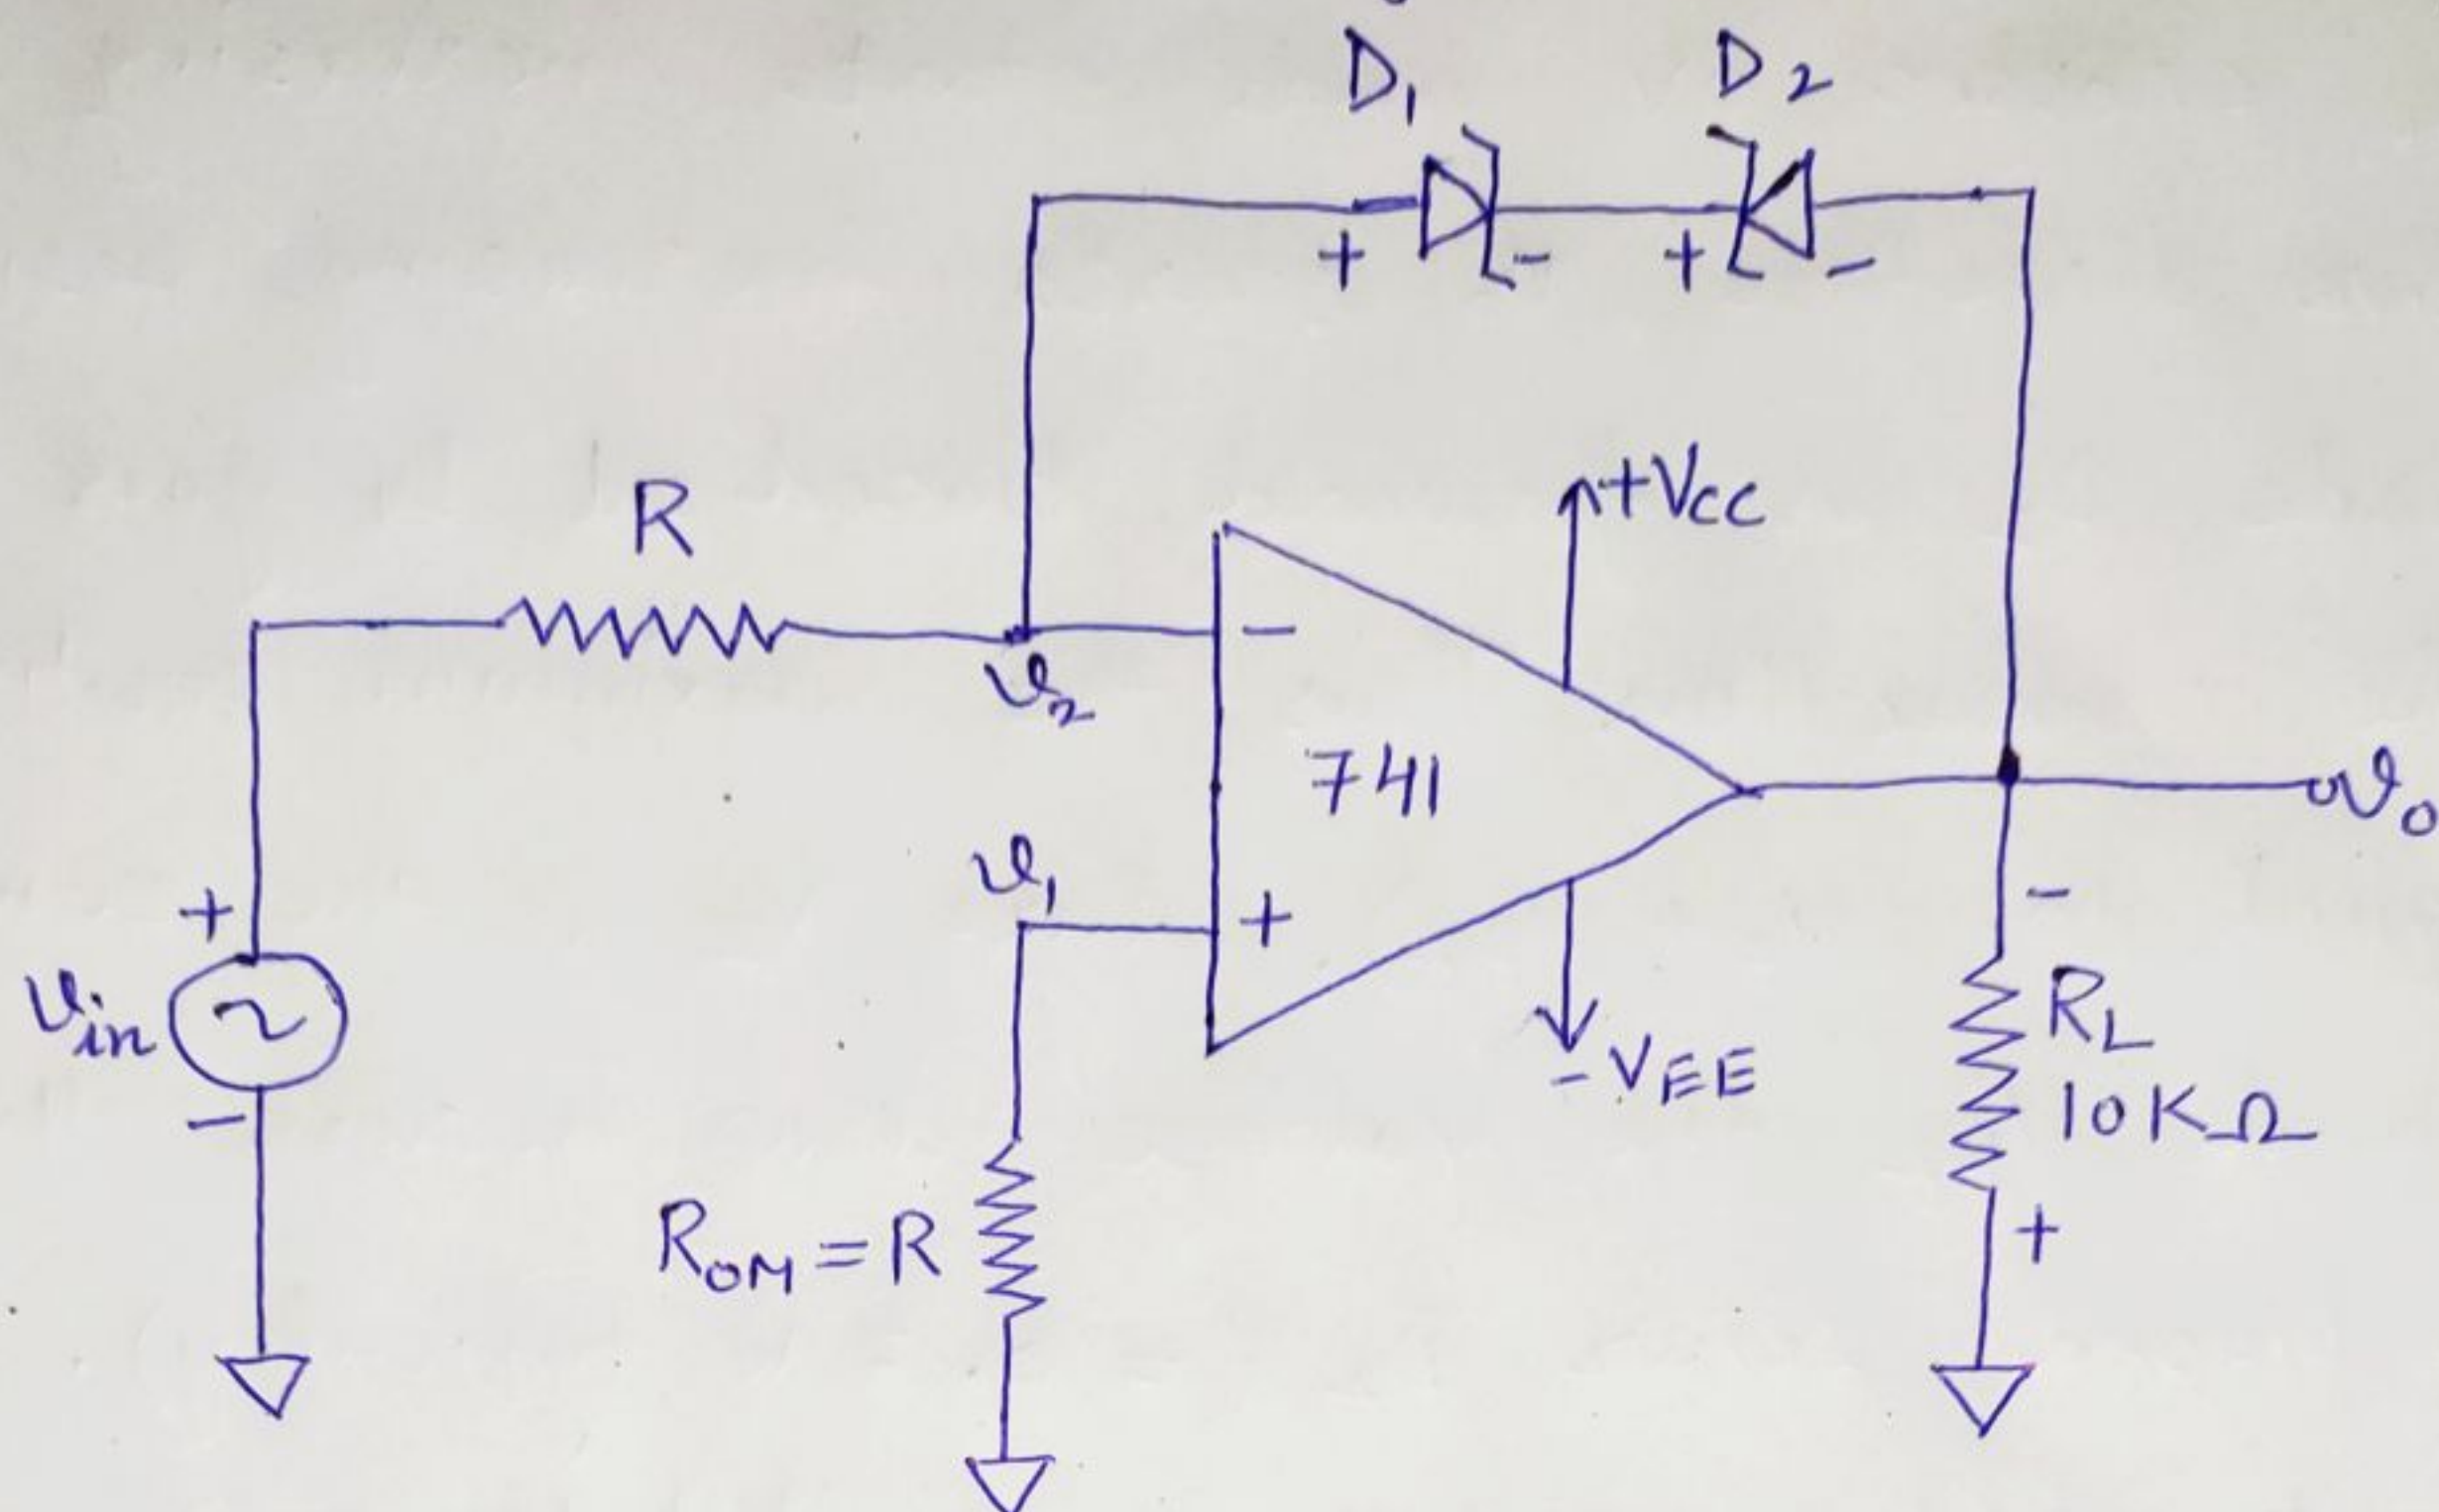 D1 D2
+ - + -
R
+VCC
v2
-
741
vo
v1
+
-
+
vin
RL
10KΩ
-VEE
-
ROM = R
+